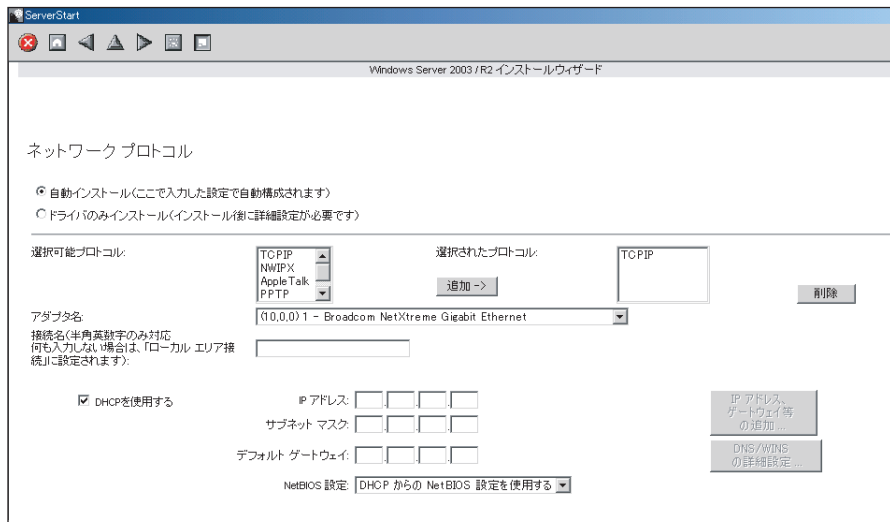 ServerStart
Windows Server 2003 / R2 インストールウィザード
ネットワーク プロトコル
自動インストール(ここで入力した設定で自動構成されます)
ドライバのみインストール(インストール後に詳細設定が必要です)
選択可能プロトコル:
TCPIP
NWIPX
AppleTalk
PPTP
追加 ->
選択されたプロトコル:
TCPIP
削除
アダプタ名:
(10,0,0) 1 - Broadcom NetXtreme Gigabit Ethernet
接続名(半角英数字のみ対応
何も入力しない場合は、「ローカル エリア接
続」に設定されます):
DHCPを使用する
IP アドレス:
サブネット マスク:
デフォルト ゲートウェイ:
NetBIOS 設定:
DHCP からの NetBIOS 設定を使用する
IP アドレス、
ゲートウェイ等
の追加 ...
DNS/WINS
の詳細設定 ...